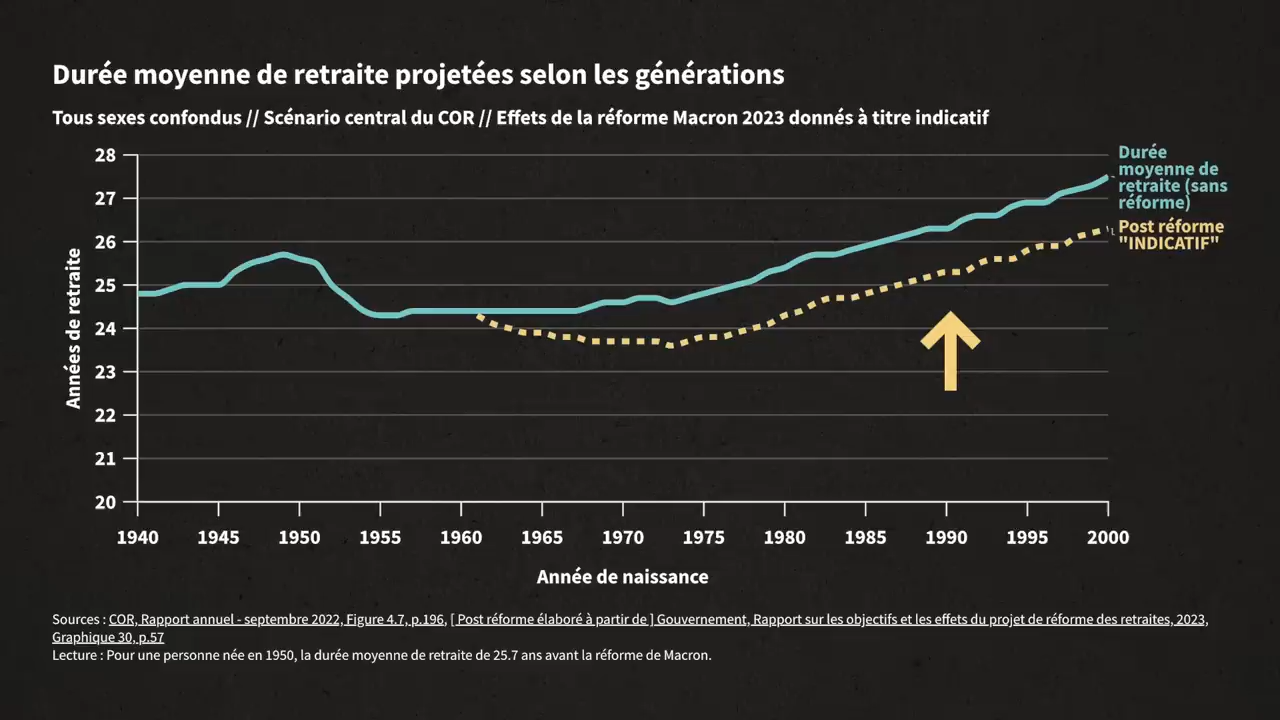 Durée moyenne de retraite projetées selon les générations
Tous sexes confondus // Scénario central du COR // Effets de la réforme Macron 2023 donnés à titre indicatif
Durée
moyenne de
retraite (sans
réforme)
Post réforme
"INDICATIF"
Années de retraite
28
27
26
25
24
23
22
21
20
1940 1945 1950 1955 1960 1965 1970 1975 1980 1985 1990 1995 2000
Année de naissance
Sources : COR, Rapport annuel - septembre 2022, Figure 4.7, p.196, [ Post réforme élaboré à partir de ] Gouvernement, Rapport sur les objectifs et les effets du projet de réforme des retraites, 2023,
Graphique 30, p.57
Lecture : Pour une personne née en 1950, la durée moyenne de retraite de 25.7 ans avant la réforme de Macron.